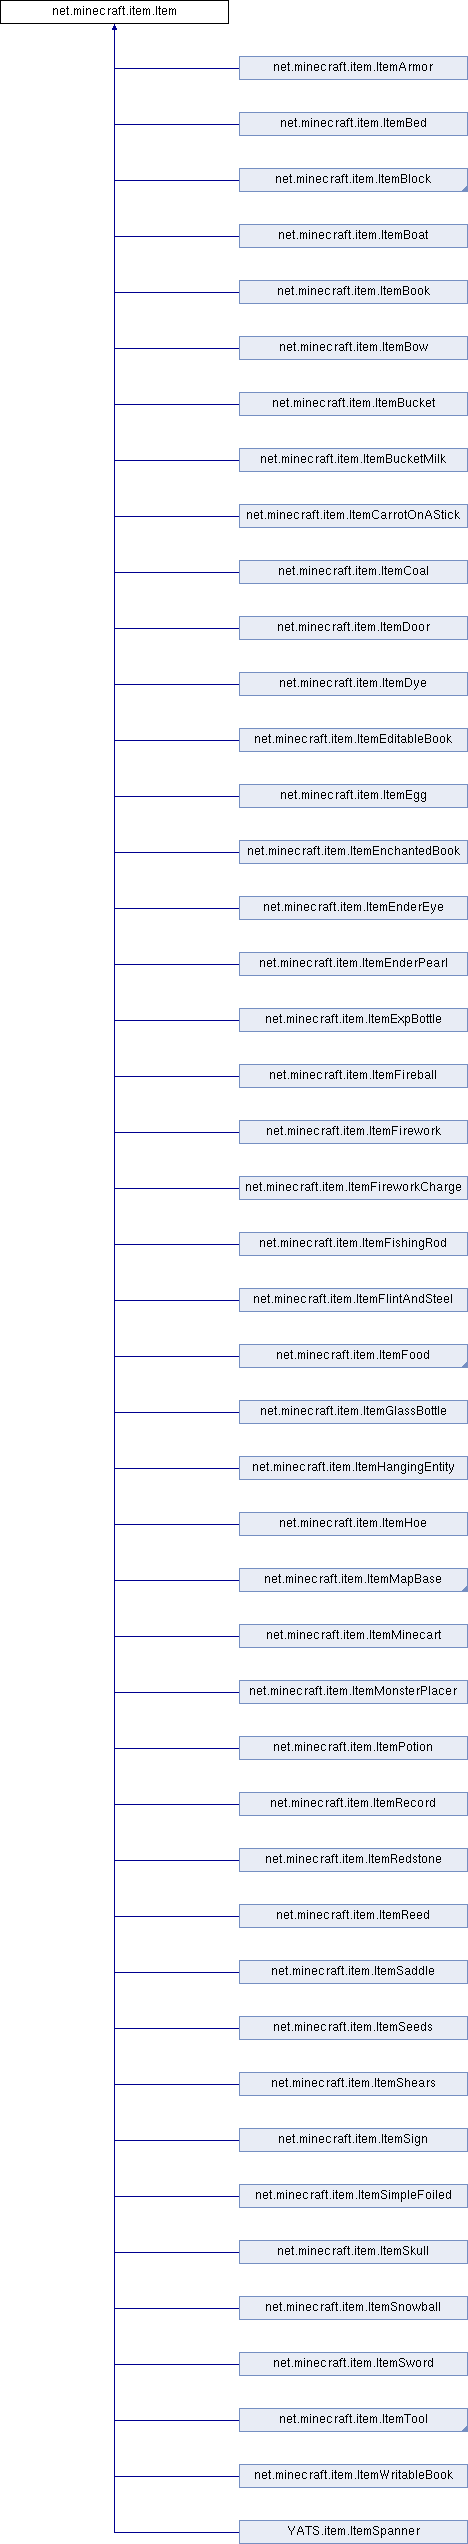 net.minecraft.item.Item
net.minecraft.item.ItemArmor
net.minecraft.item.ItemBed
net.minecraft.item.ItemBlock
net.minecraft.item.ItemBoat
net.minecraft.item.ItemBook
net.minecraft.item.ItemBow
net.minecraft.item.ItemBucket
net.minecraft.item.ItemBucketMilk
net.minecraft.item.ItemCarrotOnAStick
net.minecraft.item.ItemCoal
net.minecraft.item.ItemDoor
net.minecraft.item.ItemDye
net.minecraft.item.ItemEditableBook
net.minecraft.item.ItemEgg
net.minecraft.item.ItemEnchantedBook
net.minecraft.item.ItemEnderEye
net.minecraft.item.ItemEnderPearl
net.minecraft.item.ItemExpBottle
net.minecraft.item.ItemFireball
net.minecraft.item.ItemFirework
net.minecraft.item.ItemFireworkCharge
net.minecraft.item.ItemFishingRod
net.minecraft.item.ItemFlintAndSteel
net.minecraft.item.ItemFood
net.minecraft.item.ItemGlassBottle
net.minecraft.item.ItemHangingEntity
net.minecraft.item.ItemHoe
net.minecraft.item.ItemMapBase
net.minecraft.item.ItemMinecart
net.minecraft.item.ItemMonsterPlacer
net.minecraft.item.ItemPotion
net.minecraft.item.ItemRecord
net.minecraft.item.ItemRedstone
net.minecraft.item.ItemReed
net.minecraft.item.ItemSaddle
net.minecraft.item.ItemSeeds
net.minecraft.item.ItemShears
net.minecraft.item.ItemSign
net.minecraft.item.ItemSimpleFoiled
net.minecraft.item.ItemSkull
net.minecraft.item.ItemSnowball
net.minecraft.item.ItemSword
net.minecraft.item.ItemTool
net.minecraft.item.ItemWritableBook
YATS.item.ItemSpanner